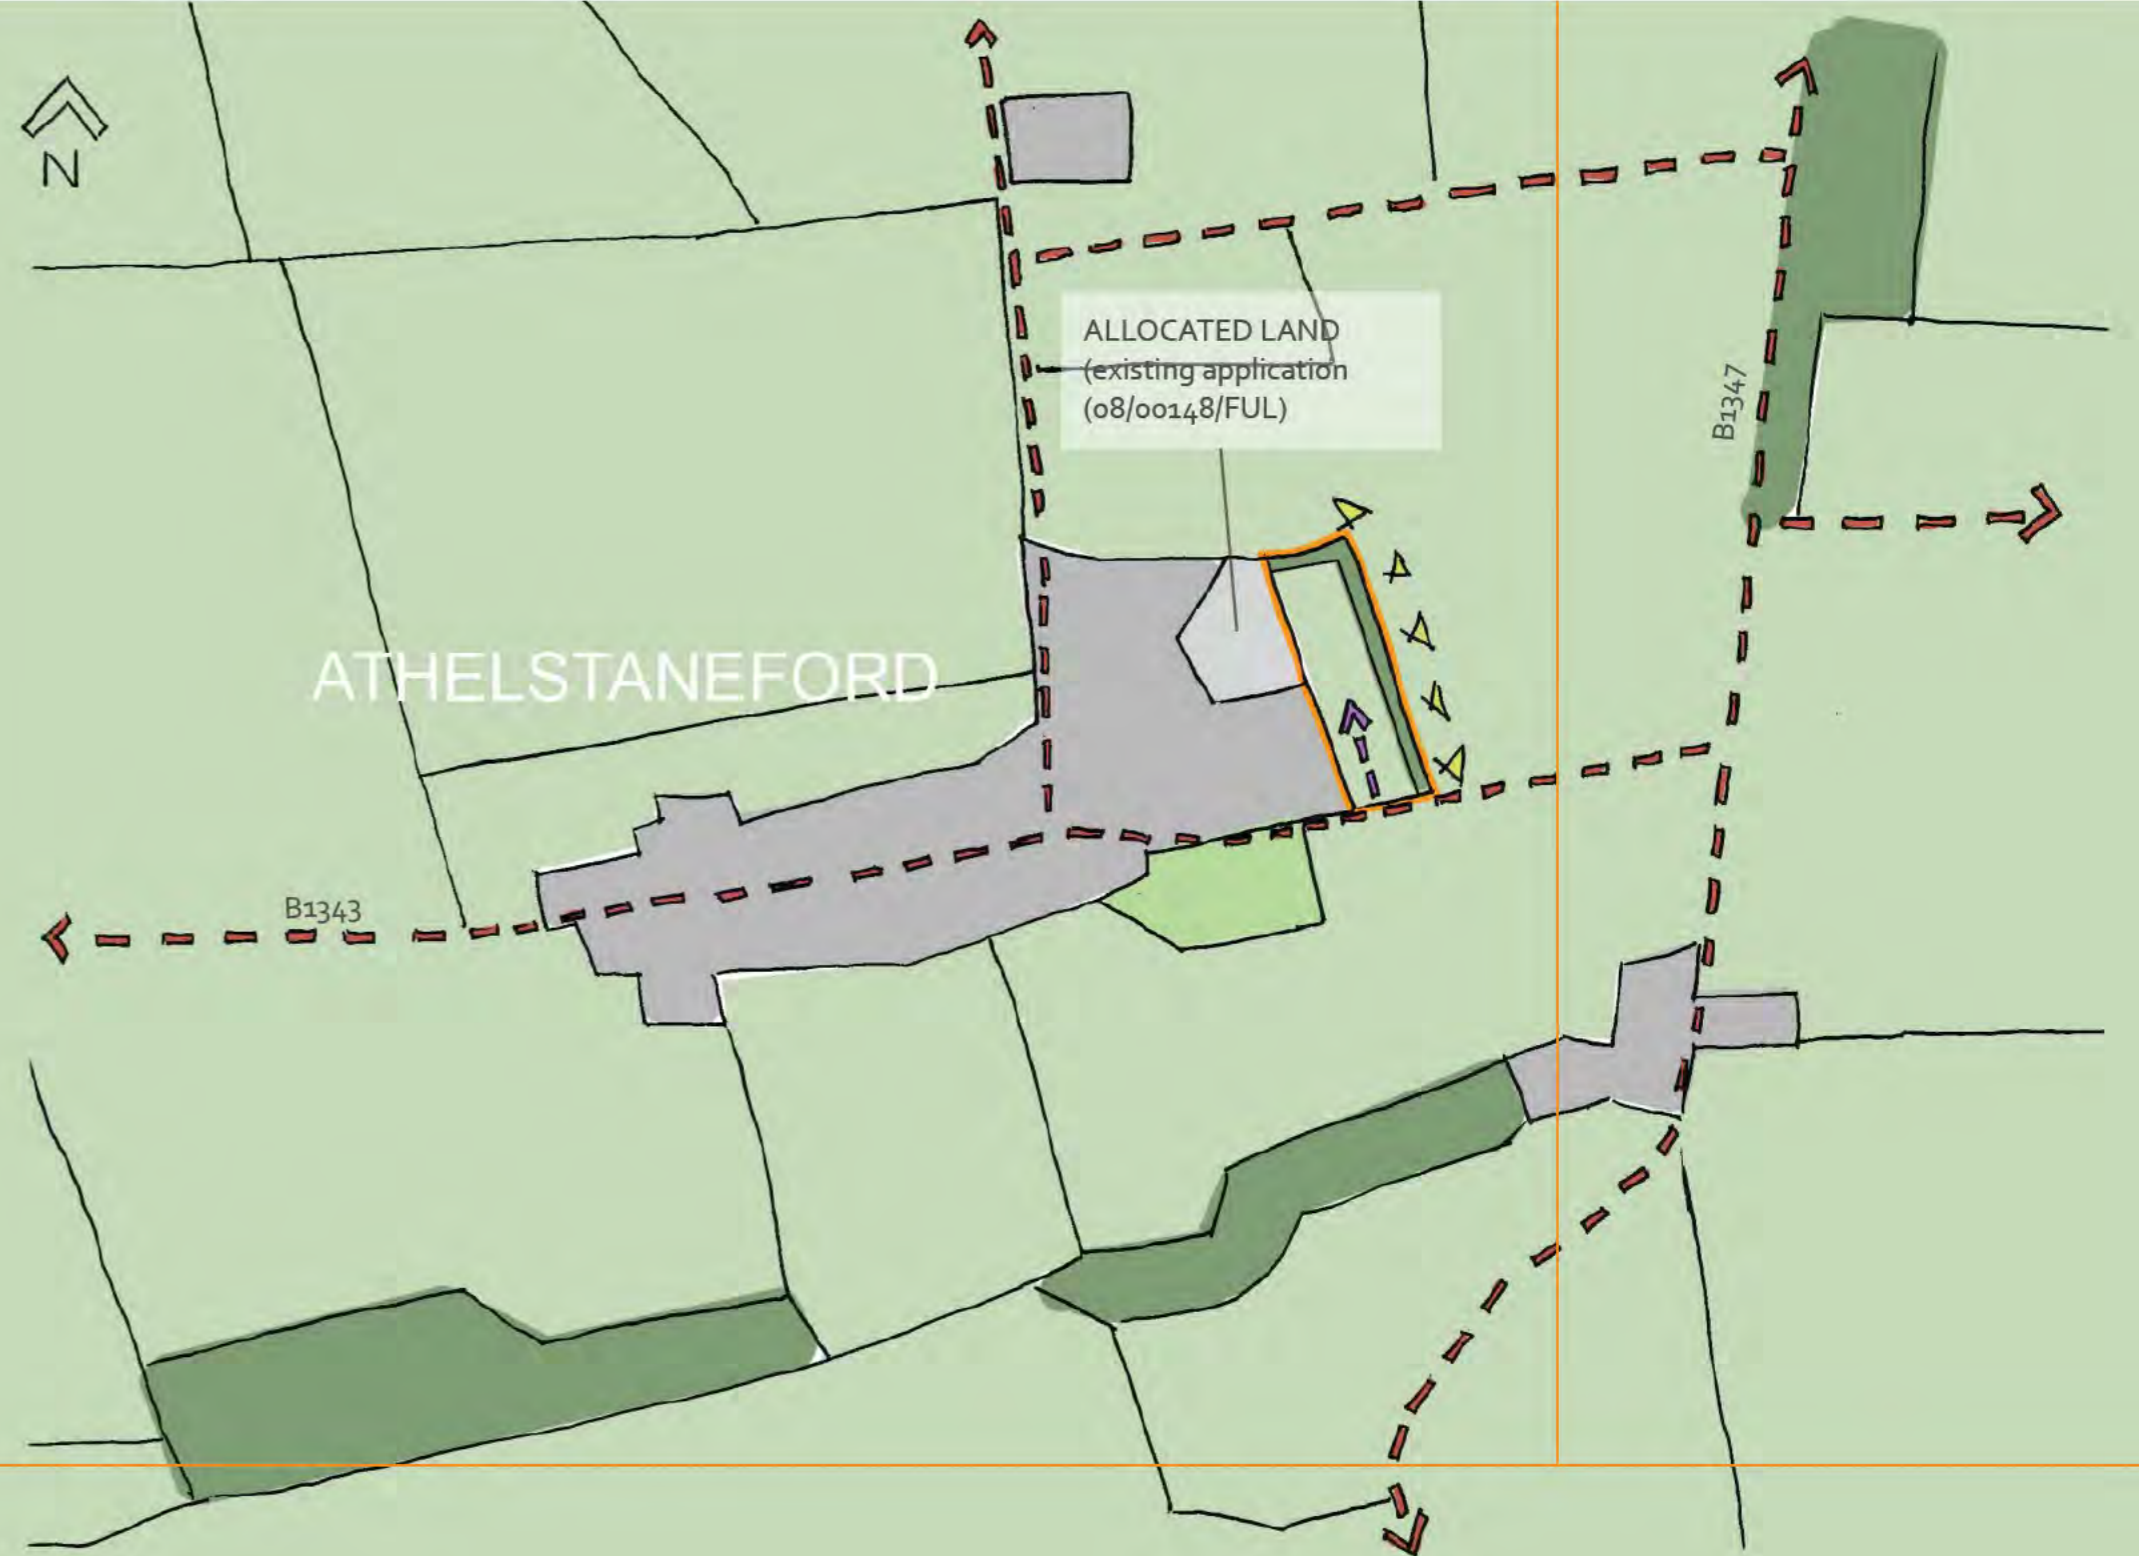 N
ALLOCATED LAND
(existing application
(08/00148/FUL)
B1347
ATHELSTANEFORD
B1343